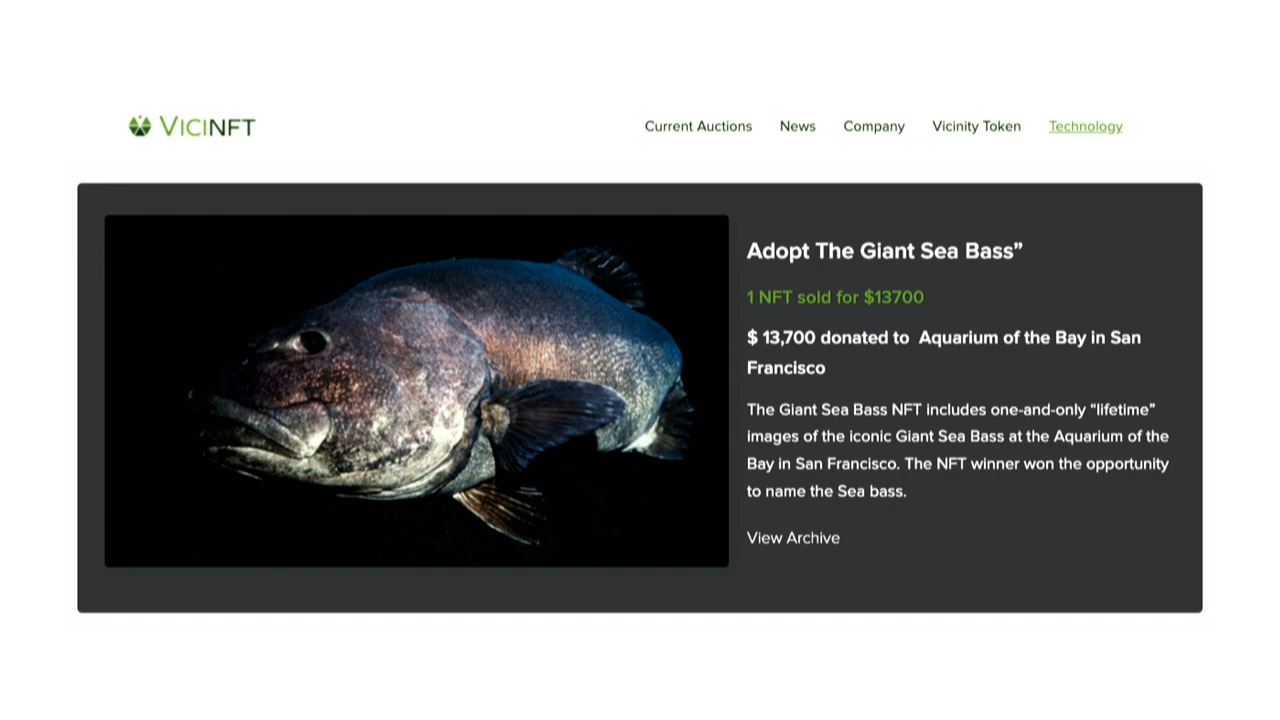 VICINFT
Current Auctions News Company Vicinity Token Technology
Adopt The Giant Sea Bass”
1 NFT sold for $13700
$ 13,700 donated to Aquarium of the Bay in San
Francisco
The Giant Sea Bass NFT includes one-and-only “lifetime”
images of the iconic Giant Sea Bass at the Aquarium of the
Bay in San Francisco. The NFT winner won the opportunity
to name the Sea bass.
View Archive